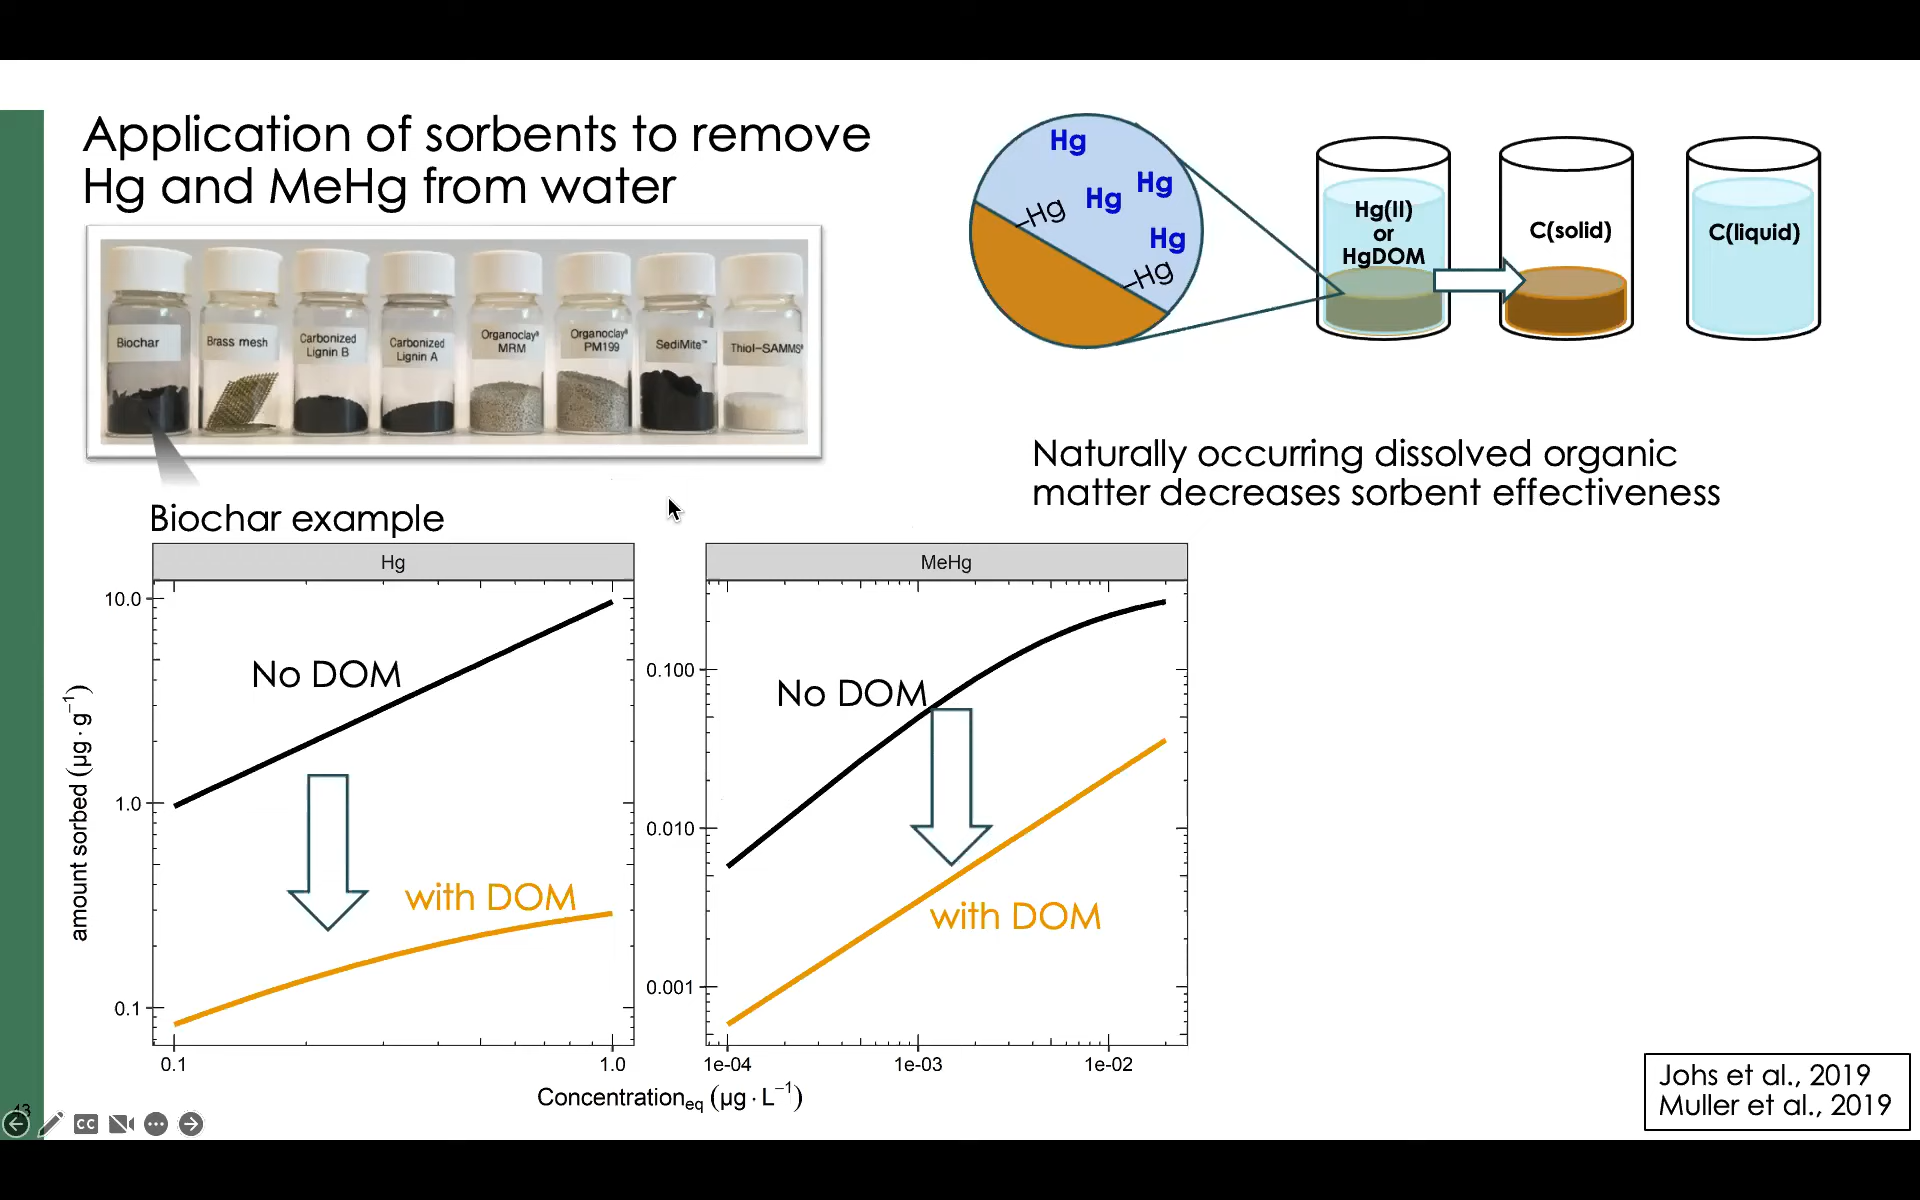 Application of sorbents to remove
Hg and MeHg from water
Biochar
Brass mesh
Carbonized
Lignin B
Carbonized
Lignin A
Organoclay®
MRM
Organoclay®
PM199
SediMite™
Thiol-SAMMS®
Hg
Hg
Hg
Hg
–Hg
–Hg
Hg(II)
or
HgDOM
C(solid)
C(liquid)
Naturally occurring dissolved organic
matter decreases sorbent effectiveness
Biochar example
Hg
MeHg
amount sorbed (µg · g⁻¹)
10.0
1.0
0.1
No DOM
with DOM
0.1
1.0
0.100
0.010
0.001
No DOM
with DOM
1e-04
1e-03
1e-02
Concentration_eq (µg · L⁻¹)
Johs et al., 2019
Muller et al., 2019
43
CC